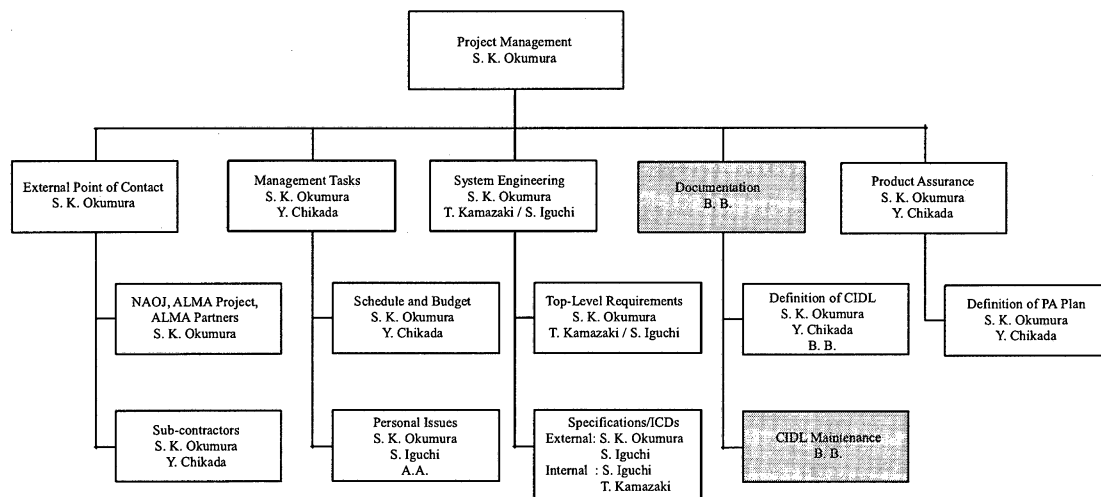 Project Management
S. K. Okumura
External Point of Contact
S. K. Okumura
Management Tasks
S. K. Okumura
Y. Chikada
System Engineering
S. K. Okumura
T. Kamazaki / S. Iguchi
Documentation
B. B.
Product Assurance
S. K. Okumura
Y. Chikada
NAOJ, ALMA Project,
ALMA Partners
S. K. Okumura
Schedule and Budget
S. K. Okumura
Y. Chikada
Top-Level Requirements
S. K. Okumura
T. Kamazaki / S. Iguchi
Definition of CIDL
S. K. Okumura
Y. Chikada
B. B.
Definition of PA Plan
S. K. Okumura
Y. Chikada
Sub-contractors
S. K. Okumura
Y. Chikada
Personal Issues
S. K. Okumura
S. Iguchi
A.A.
Specifications/ICDs
External: S. K. Okumura
S. Iguchi
Internal : S. Iguchi
T. Kamazaki
CIDL Maintenance
B. B.